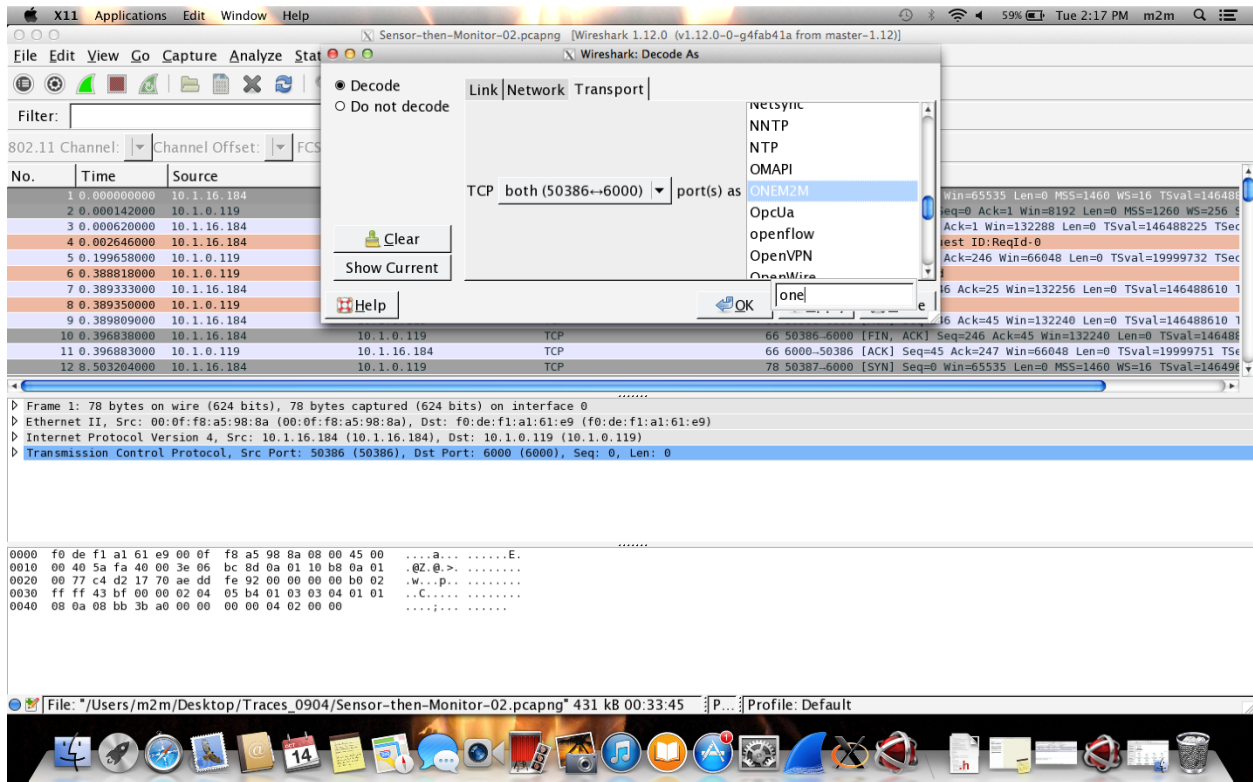 X11 Applications Edit Window Help 59% Tue 2:17 PM m2m
Sensor-then-Monitor-02.pcapng [Wireshark 1.12.0 (v1.12.0-0-g4fab41a from master-1.12)]
File Edit View Go Capture Analyze Stat
Wireshark: Decode As
Decode
Do not decode
Link Network Transport
Netsync
NNTP
NTP
OMAPI
TCP both (50386↔6000) port(s) as ONEM2M
OpcUa
openflow
OpenVPN
OpenWire
Clear
Show Current
Help
OK
one
Filter:
802.11 Channel: Channel Offset: FCS
No. Time Source
1 0.000000000 10.1.16.184 Win=65535 Len=0 MSS=1460 WS=16 TSval=146488
2 0.000142000 10.1.0.119 Seq=0 Ack=1 Win=8192 Len=0 MSS=1260 WS=256 S
3 0.000620000 10.1.16.184 Ack=1 Win=132288 Len=0 TSval=146488225 TSec
4 0.002646000 10.1.16.184 est ID:ReqId-0
5 0.199658000 10.1.0.119 Ack=246 Win=66048 Len=0 TSval=19999732 TSec
6 0.388818000 10.1.0.119
7 0.389333000 10.1.16.184 46 Ack=25 Win=132256 Len=0 TSval=146488610 T
8 0.389350000 10.1.0.119
9 0.389809000 10.1.16.184 46 Ack=45 Win=132240 Len=0 TSval=146488610 T
10 0.396838000 10.1.16.184 10.1.0.119 TCP 66 50386→6000 [FIN, ACK] Seq=246 Ack=45 Win=132240 Len=0 TSval=146488
11 0.396883000 10.1.0.119 10.1.16.184 TCP 66 6000→50386 [ACK] Seq=45 Ack=247 Win=66048 Len=0 TSval=19999751 TSe
12 8.503204000 10.1.16.184 10.1.0.119 TCP 78 50387→6000 [SYN] Seq=0 Win=65535 Len=0 MSS=1460 WS=16 TSval=146496
Frame 1: 78 bytes on wire (624 bits), 78 bytes captured (624 bits) on interface 0
Ethernet II, Src: 00:0f:f8:a5:98:8a (00:0f:f8:a5:98:8a), Dst: f0:de:f1:a1:61:e9 (f0:de:f1:a1:61:e9)
Internet Protocol Version 4, Src: 10.1.16.184 (10.1.16.184), Dst: 10.1.0.119 (10.1.0.119)
Transmission Control Protocol, Src Port: 50386 (50386), Dst Port: 6000 (6000), Seq: 0, Len: 0
0000 f0 de f1 a1 61 e9 00 0f f8 a5 98 8a 08 00 45 00 ....a... ......E.
0010 00 40 5a fa 40 00 3e 06 bc 8d 0a 01 10 b8 0a 01 .@Z.@.>. ........
0020 00 77 c4 d2 17 70 ae dd fe 92 00 00 00 00 b0 02 .w...p.. ........
0030 ff ff 43 bf 00 00 02 04 05 b4 01 03 03 04 01 01 ..C..... ........
0040 08 0a 08 bb 3b a0 00 00 00 00 04 02 00 00 ....;... ......
File: "/Users/m2m/Desktop/Traces_0904/Sensor-then-Monitor-02.pcapng" 431 kB 00:33:45 P... Profile: Default
14
.h